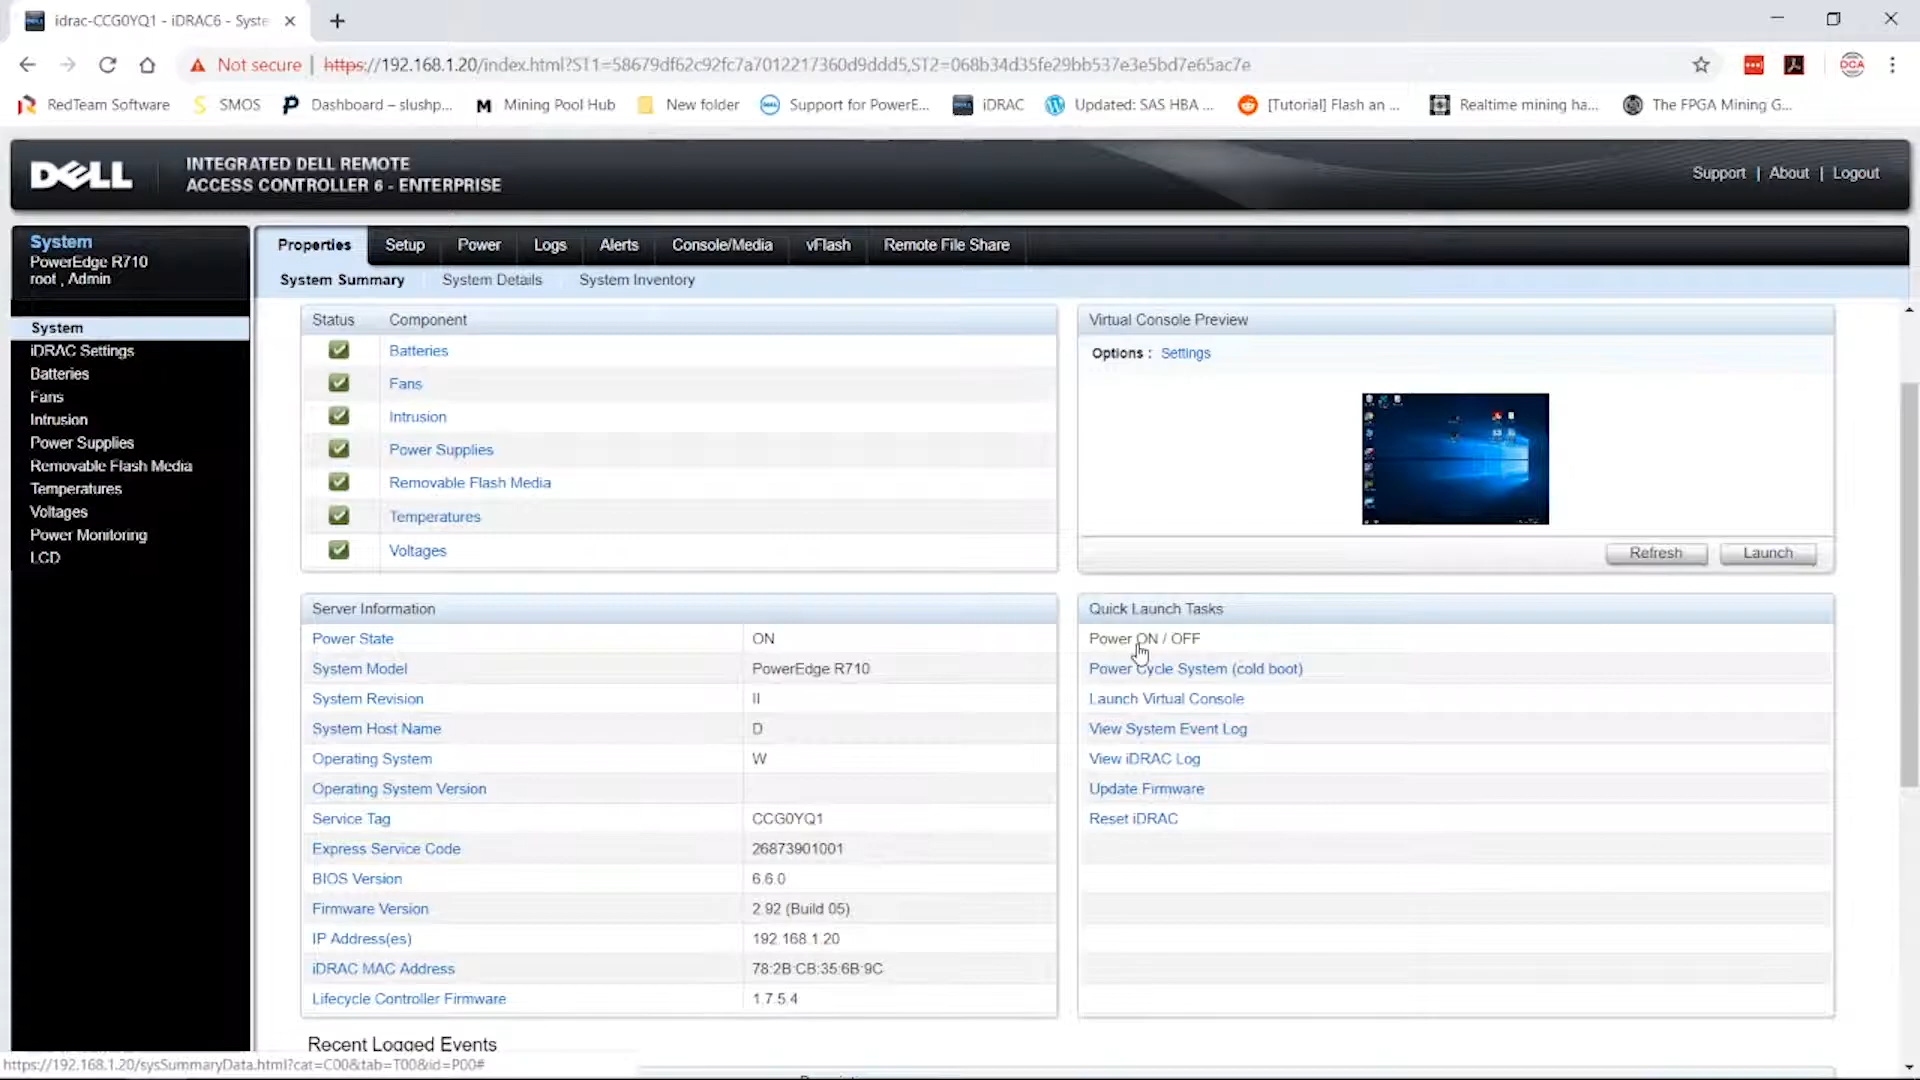 idrac-CCG0YQ1 - iDRAC6 - Syste
Not secure | https://192.168.1.20/index.html?ST1=58679df62c92fc7a7012217360d9ddd5,ST2=068b34d35fe29bb537e3e5bd7e65ac7e
DCA
RedTeam Software
SMOS
Dashboard – slushp...
Mining Pool Hub
New folder
Support for PowerE...
iDRAC
Updated: SAS HBA ...
[Tutorial] Flash an ...
Realtime mining ha...
The FPGA Mining G...
DELL
INTEGRATED DELL REMOTE
ACCESS CONTROLLER 6 - ENTERPRISE
Support | About | Logout
System
PowerEdge R710
root , Admin
System
iDRAC Settings
Batteries
Fans
Intrusion
Power Supplies
Removable Flash Media
Temperatures
Voltages
Power Monitoring
LCD
Properties Setup Power Logs Alerts Console/Media vFlash Remote File Share
System Summary System Details System Inventory
Status Component
Batteries
Fans
Intrusion
Power Supplies
Removable Flash Media
Temperatures
Voltages
Virtual Console Preview
Options : Settings
Refresh Launch
Server Information
Power State ON
System Model PowerEdge R710
System Revision II
System Host Name D
Operating System W
Operating System Version
Service Tag CCG0YQ1
Express Service Code 26873901001
BIOS Version 6.6.0
Firmware Version 2.92 (Build 05)
IP Address(es) 192.168.1.20
iDRAC MAC Address 78:2B:CB:35:6B:9C
Lifecycle Controller Firmware 1.7.5.4
Quick Launch Tasks
Power ON / OFF
Power Cycle System (cold boot)
Launch Virtual Console
View System Event Log
View iDRAC Log
Update Firmware
Reset iDRAC
Recent Logged Events
https://192.168.1.20/sysSummaryData.html?cat=C00&tab=T00&id=P00#